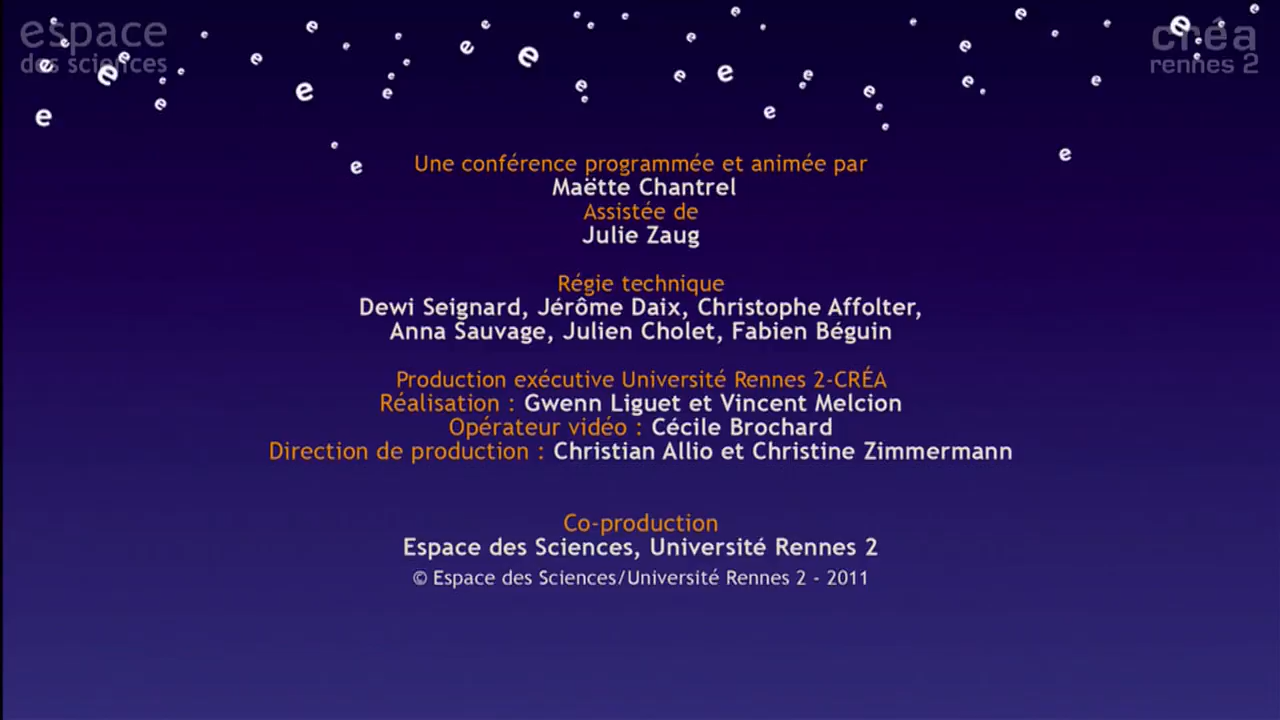 espace
des sciences
créa
rennes 2
Une conférence programmée et animée par
Maëtte Chantrel
Assistée de
Julie Zaug
Régie technique
Dewi Seignard, Jérôme Daix, Christophe Affolter,
Anna Sauvage, Julien Cholet, Fabien Béguin
Production exécutive Université Rennes 2-CRÉA
Réalisation : Gwenn Liguet et Vincent Melcion
Opérateur vidéo : Cécile Brochard
Direction de production : Christian Allio et Christine Zimmermann
Co-production
Espace des Sciences, Université Rennes 2
© Espace des Sciences/Université Rennes 2 - 2011